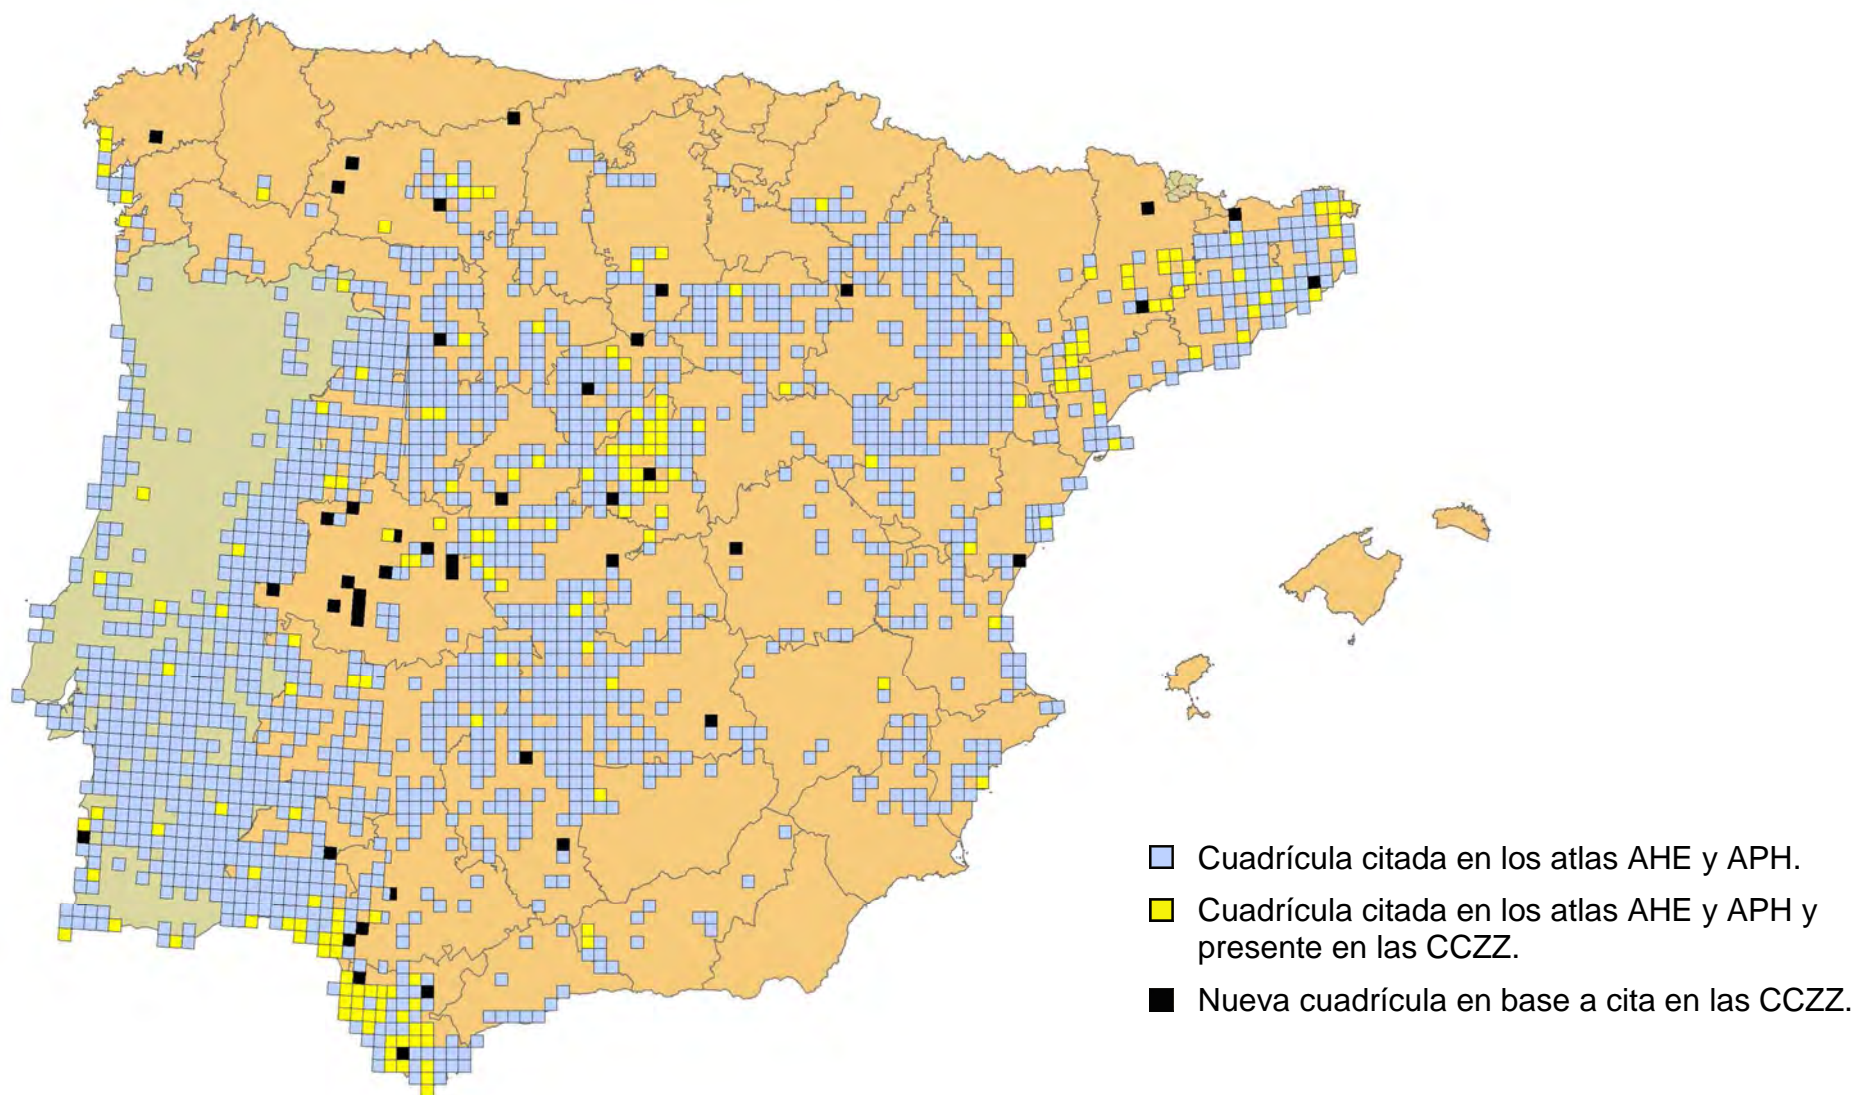 Cuadrícula citada en los atlas AHE y APH.
Cuadrícula citada en los atlas AHE y APH y
presente en las CCZZ.
Nueva cuadrícula en base a cita en las CCZZ.